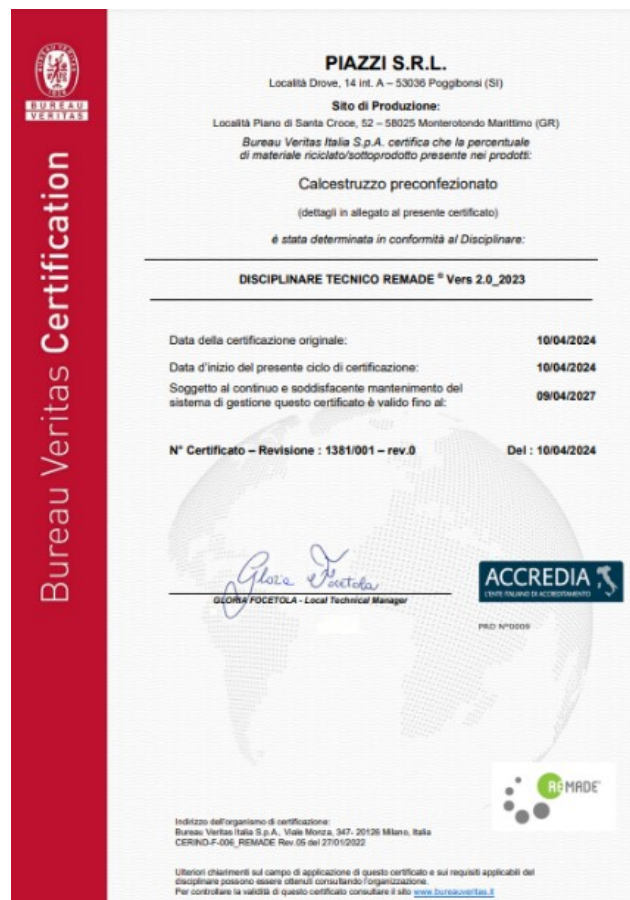 BUREAU
VERITAS
Bureau Veritas Certification
PIAZZI S.R.L.
Località Drove, 14 int. A – 53036 Poggibonsi (SI)
Sito di Produzione:
Località Piano di Santa Croce, 52 – 58025 Monterotondo Marittimo (GR)
Bureau Veritas Italia S.p.A. certifica che la percentuale
di materiale riciclato/sottoprodotto presente nei prodotti:
Calcestruzzo preconfezionato
(dettagli in allegato al presente certificato)
è stata determinata in conformità al Disciplinare:
DISCIPLINARE TECNICO REMADE ® Vers 2.0_2023
Data della certificazione originale: 10/04/2024
Data d'inizio del presente ciclo di certificazione: 10/04/2024
Soggetto al continuo e soddisfacente mantenimento del
sistema di gestione questo certificato è valido fino al: 09/04/2027
N° Certificato – Revisione : 1381/001 – rev.0 Del : 10/04/2024
Gloria Focetola
GLORIA FOCETOLA - Local Technical Manager
ACCREDIA
L'ENTE ITALIANO DI ACCREDITAMENTO
PRD N°0009
REMADE
Indirizzo dell'organismo di certificazione:
Bureau Veritas Italia S.p.A., Viale Monza, 347- 20126 Milano, Italia
CERIND-F-006_REMADE Rev.05 del 27/01/2022
Ulteriori chiarimenti sul campo di applicazione di questo certificato e sui requisiti applicabili del
disciplinare possono essere ottenuti consultando l'organizzazione.
Per controllare la validità di questo certificato consultare il sito www.bureauveritas.it